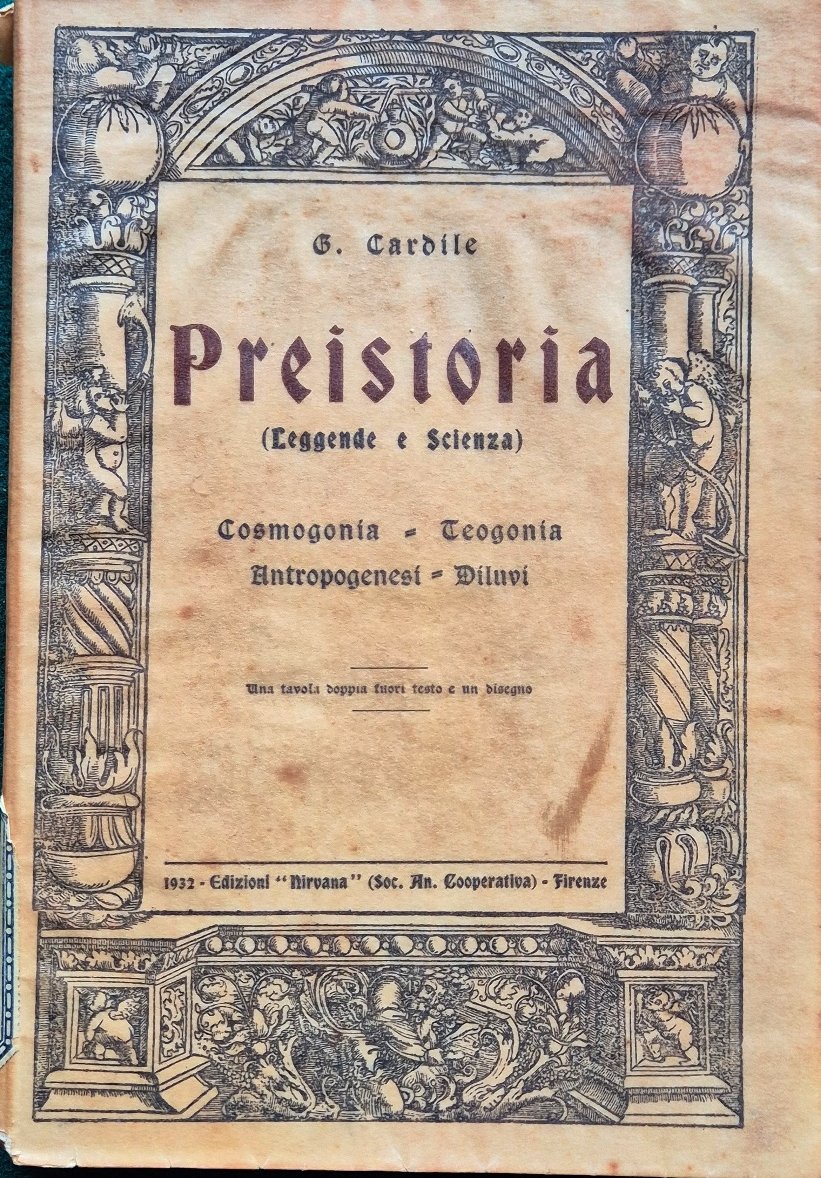 G. Cardile
Preistoria
(Leggende e Scienza)
Cosmogonia = Teogonia
Antropogenesi = Diluvi
Una tavola doppia fuori testo e un disegno
1932 - Edizioni "Nirvana" (Soc. An. Cooperativa) - Firenze